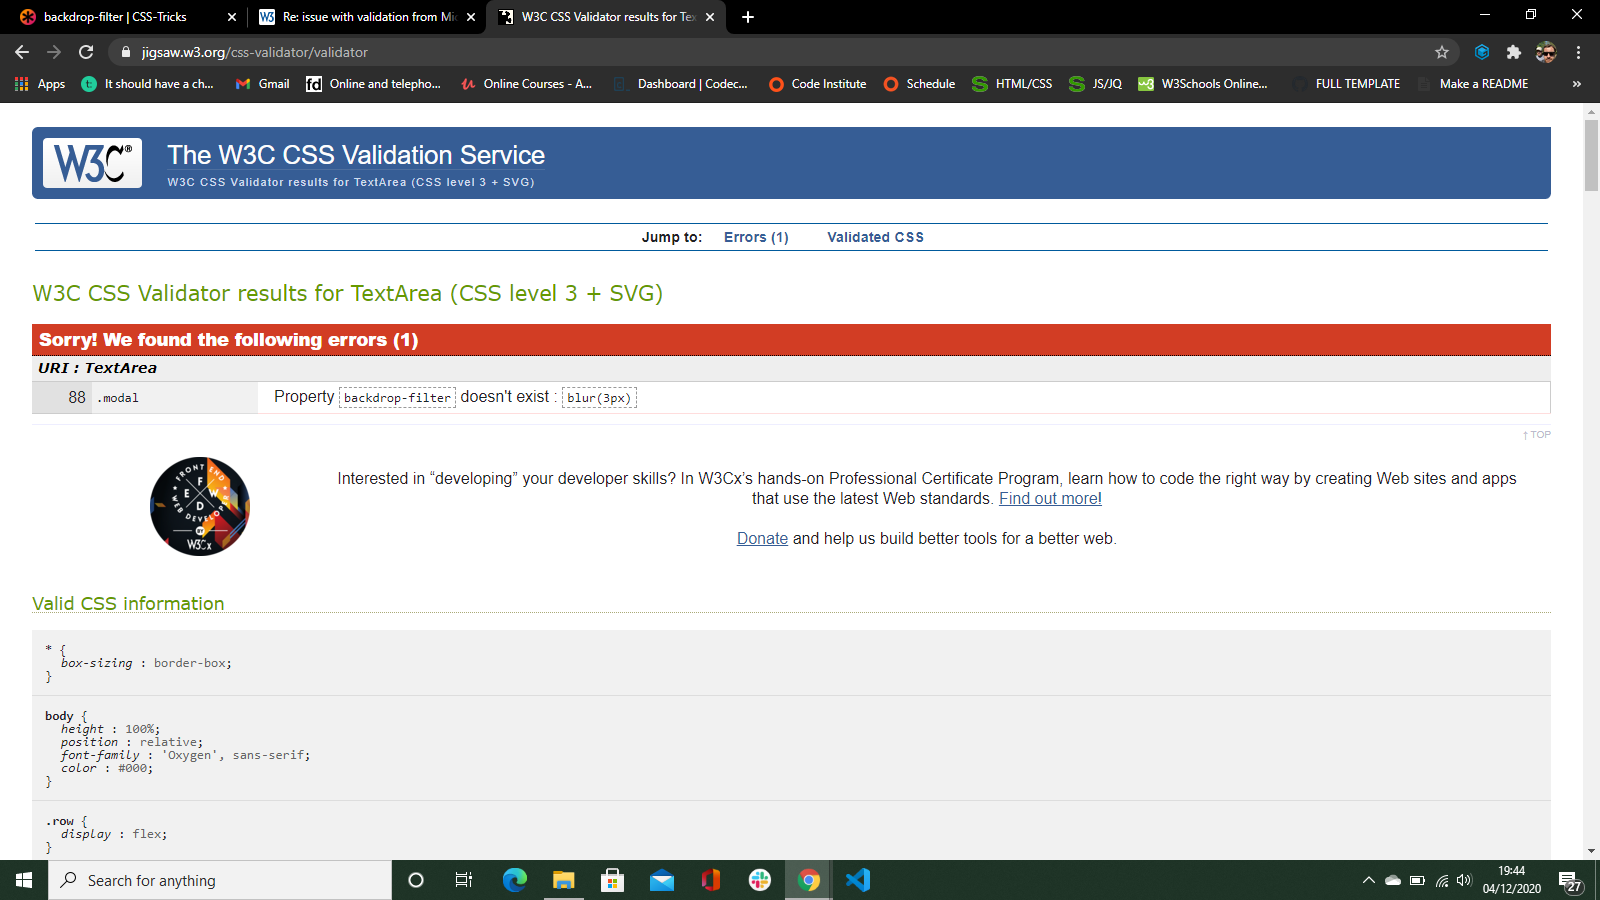 backdrop-filter | CSS-Tricks
Re: issue with validation from Mic
W3C CSS Validator results for Tex
jigsaw.w3.org/css-validator/validator
Apps
It should have a ch...
Gmail
Online and telepho...
Online Courses - A...
Dashboard | Codec...
Code Institute
Schedule
HTML/CSS
JS/JQ
W3Schools Online...
FULL TEMPLATE
Make a README
»
W3C®
The W3C CSS Validation Service
W3C CSS Validator results for TextArea (CSS level 3 + SVG)
Jump to: Errors (1) Validated CSS
W3C CSS Validator results for TextArea (CSS level 3 + SVG)
Sorry! We found the following errors (1)
URI : TextArea
88 .modal Property backdrop-filter doesn't exist : blur(3px)
↑ TOP
FRONT END
E F W D
WEB DEVELOPER
BY
W3Cx
Interested in “developing” your developer skills? In W3Cx’s hands-on Professional Certificate Program, learn how to code the right way by creating Web sites and apps
that use the latest Web standards. Find out more!
Donate and help us build better tools for a better web.
Valid CSS information
* {
box-sizing : border-box;
}
body {
height : 100%;
position : relative;
font-family : 'Oxygen', sans-serif;
color : #000;
}
.row {
display : flex;
}
Search for anything
19:44
04/12/2020
27